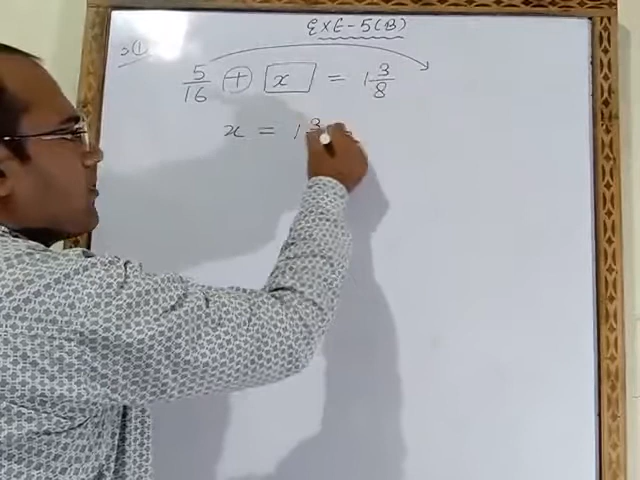 EXE-5(B)
Q①
5/16 ⊕ x = 1 3/8
x = 1 3